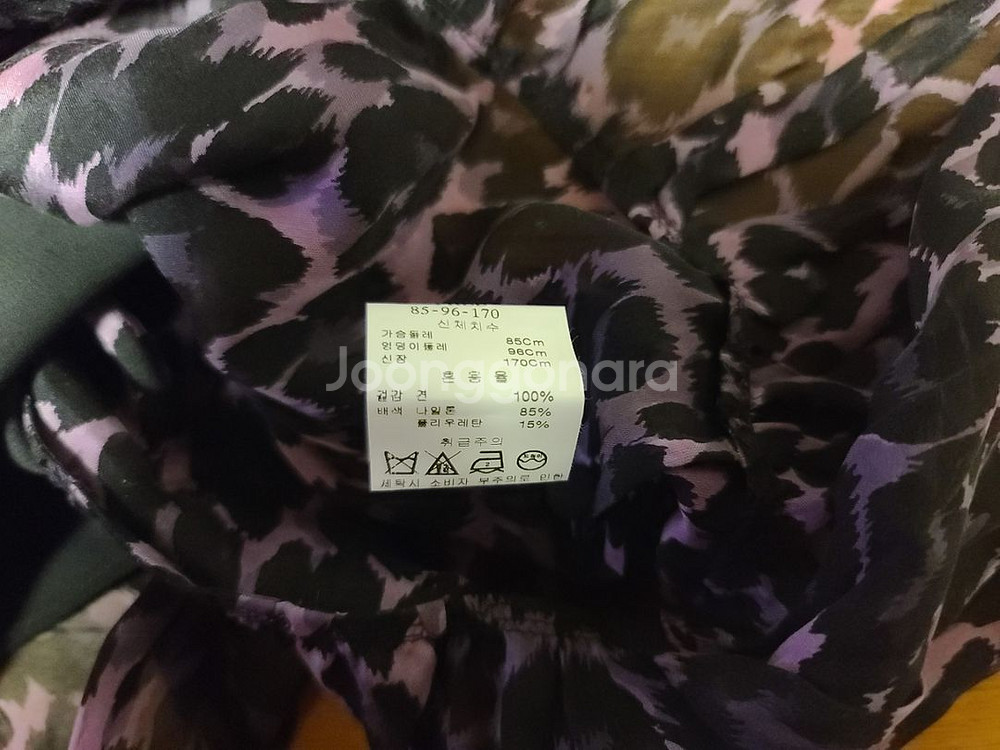 85-96-170
신체치수
가슴둘레 85Cm
엉덩이둘레 96Cm
신장 170Cm
혼용율
겉감 견 100%
배색 나일론 85%
폴리우레탄 15%
취급주의
세탁시 소비자 부주의로 인한
Joonggonara